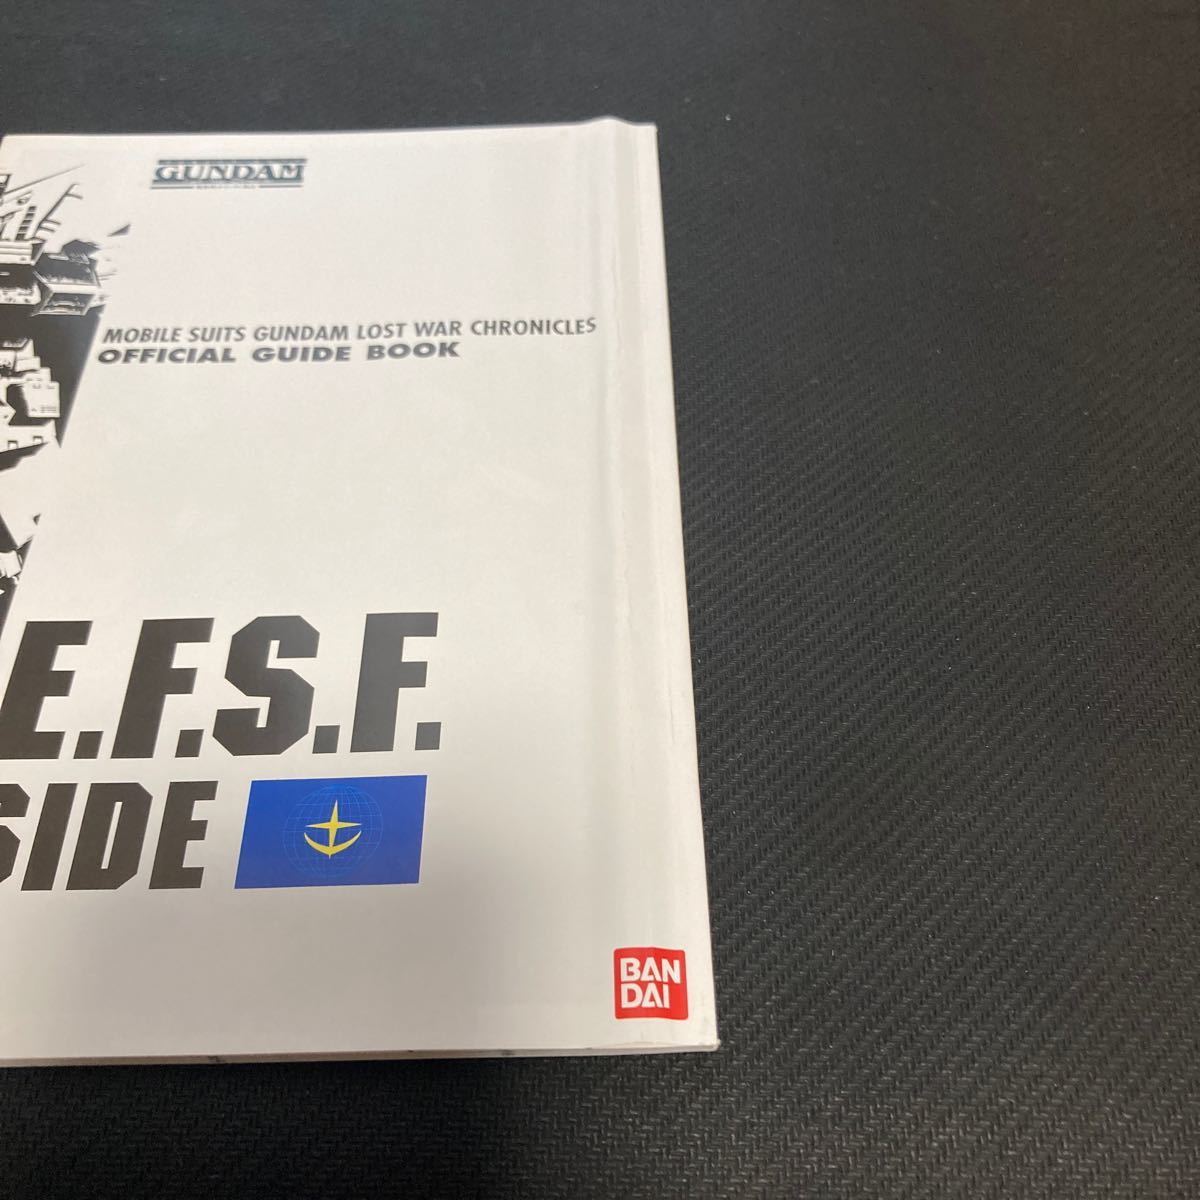 GUNDAM
MOBILE SUITS GUNDAM LOST WAR CHRONICLES
OFFICIAL GUIDE BOOK
E.F.S.F.
SIDE
BAN
DAI